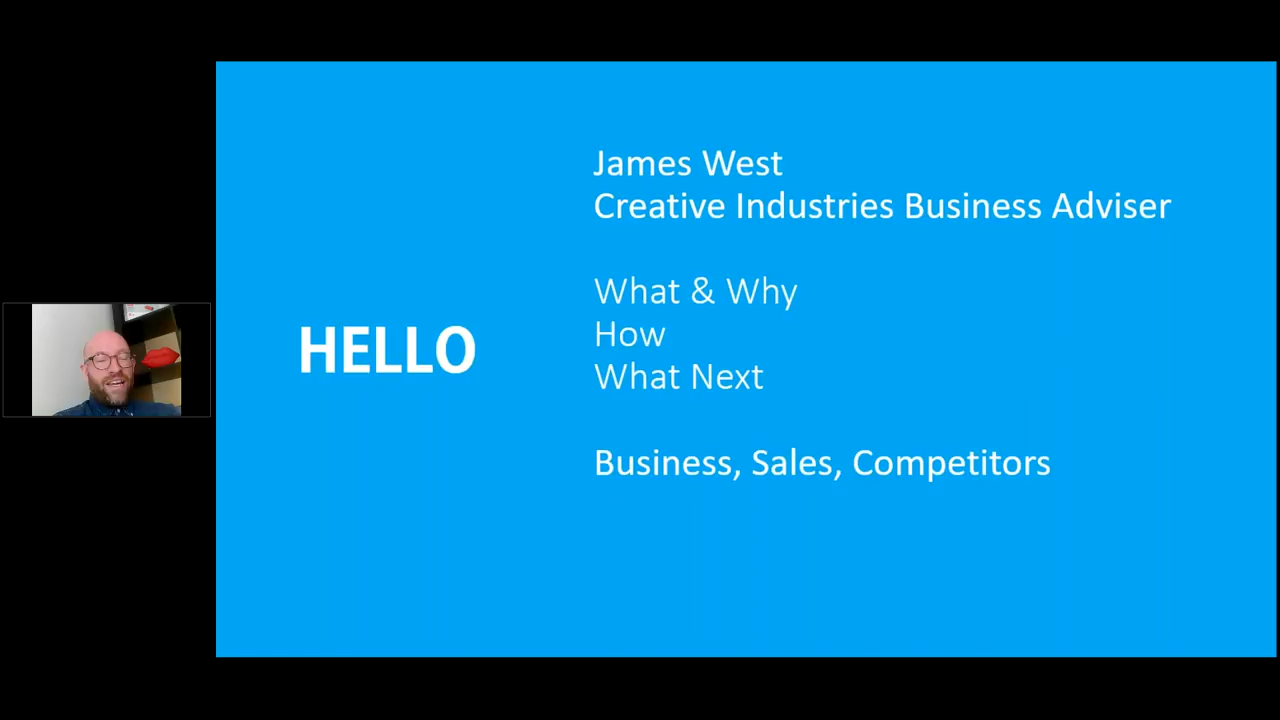 HELLO
James West
Creative Industries Business Adviser
What & Why
How
What Next
Business, Sales, Competitors